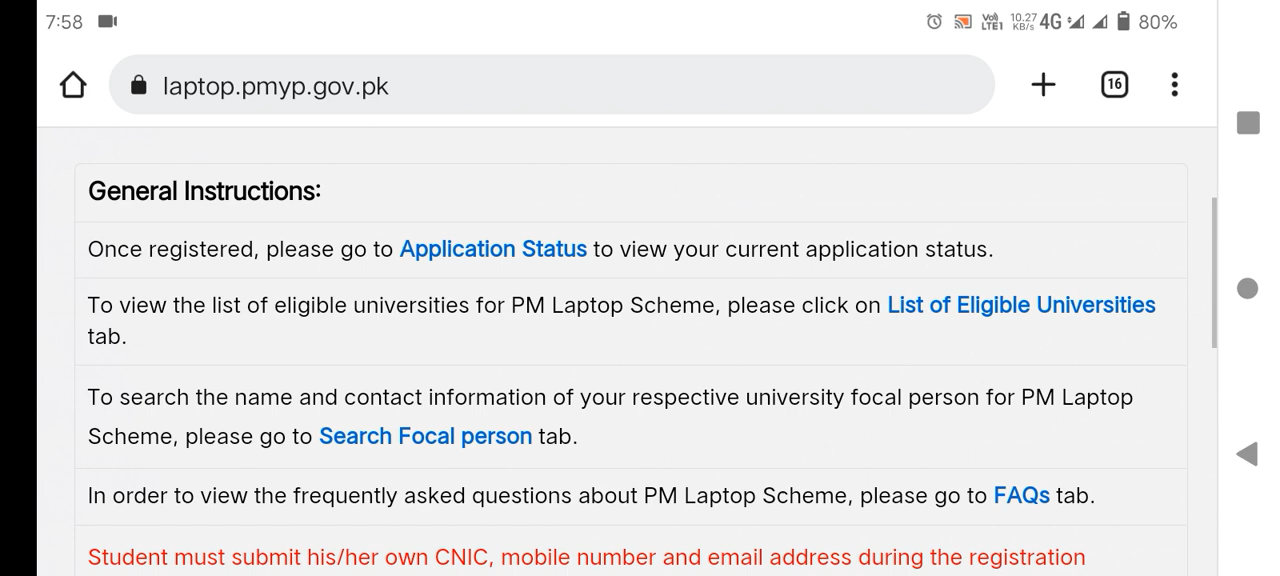 7:58 Vo) LTE1 10.27 KB/s 4G 80%
laptop.pmyp.gov.pk 16
General Instructions:
Once registered, please go to Application Status to view your current application status.
To view the list of eligible universities for PM Laptop Scheme, please click on List of Eligible Universities
tab.
To search the name and contact information of your respective university focal person for PM Laptop
Scheme, please go to Search Focal person tab.
In order to view the frequently asked questions about PM Laptop Scheme, please go to FAQs tab.
Student must submit his/her own CNIC, mobile number and email address during the registration